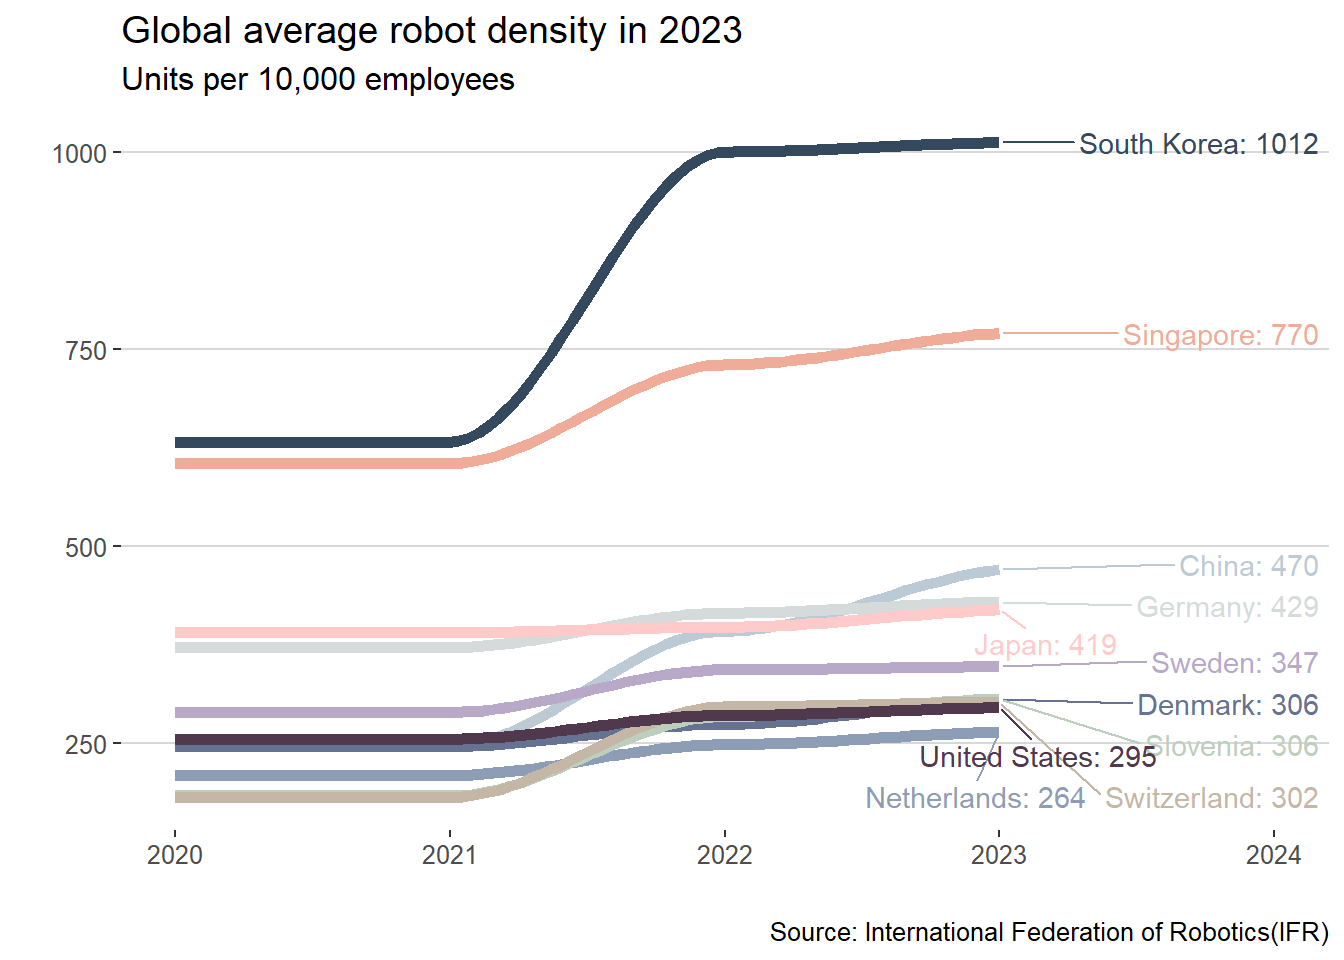 Global average robot density in 2023
Units per 10,000 employees
1000
South Korea: 1012
750
Singapore: 770
500
China: 470
Germany: 429
Japan: 419
Sweden: 347
Denmark: 306
250
Slovenia: 306
United States: 295
Netherlands: 264
Switzerland: 302
2020
2021
2022
2023
2024
Source: International Federation of Robotics(IFR)